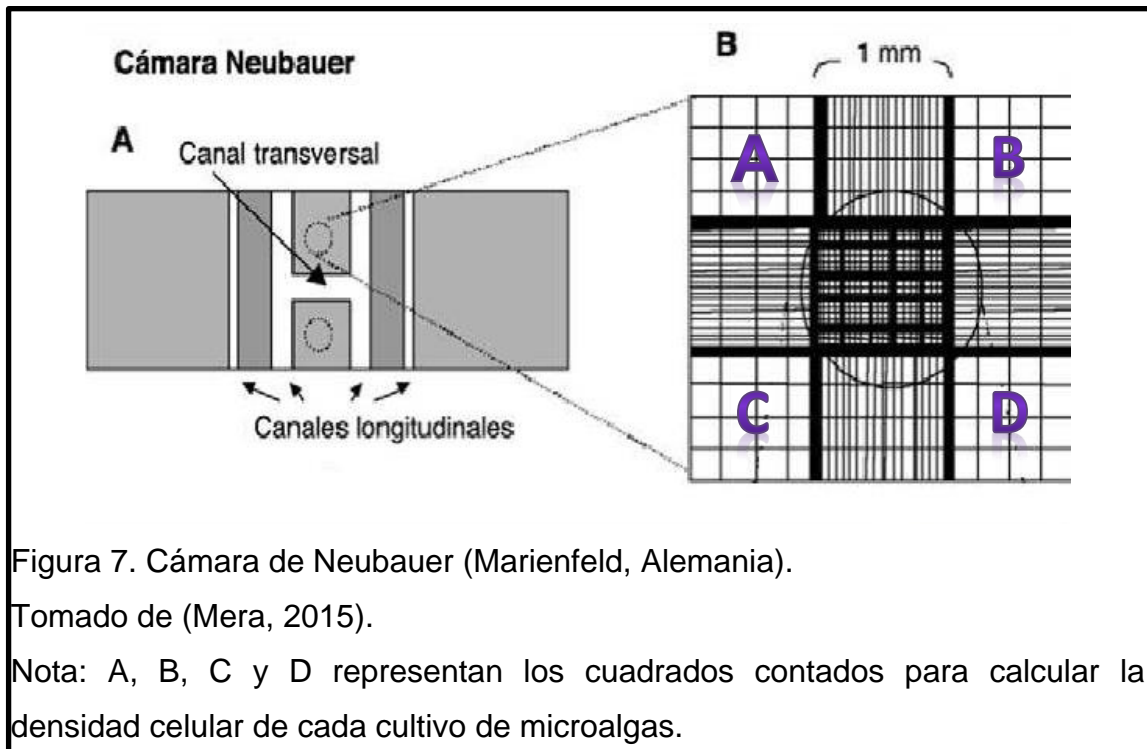 Cámara Neubauer
A
Canal transversal
Canales longitudinales
B
1 mm
A
B
C
D
Figura 7. Cámara de Neubauer (Marienfeld, Alemania).
Tomado de (Mera, 2015).
Nota: A, B, C y D representan los cuadrados contados para calcular la
densidad celular de cada cultivo de microalgas.